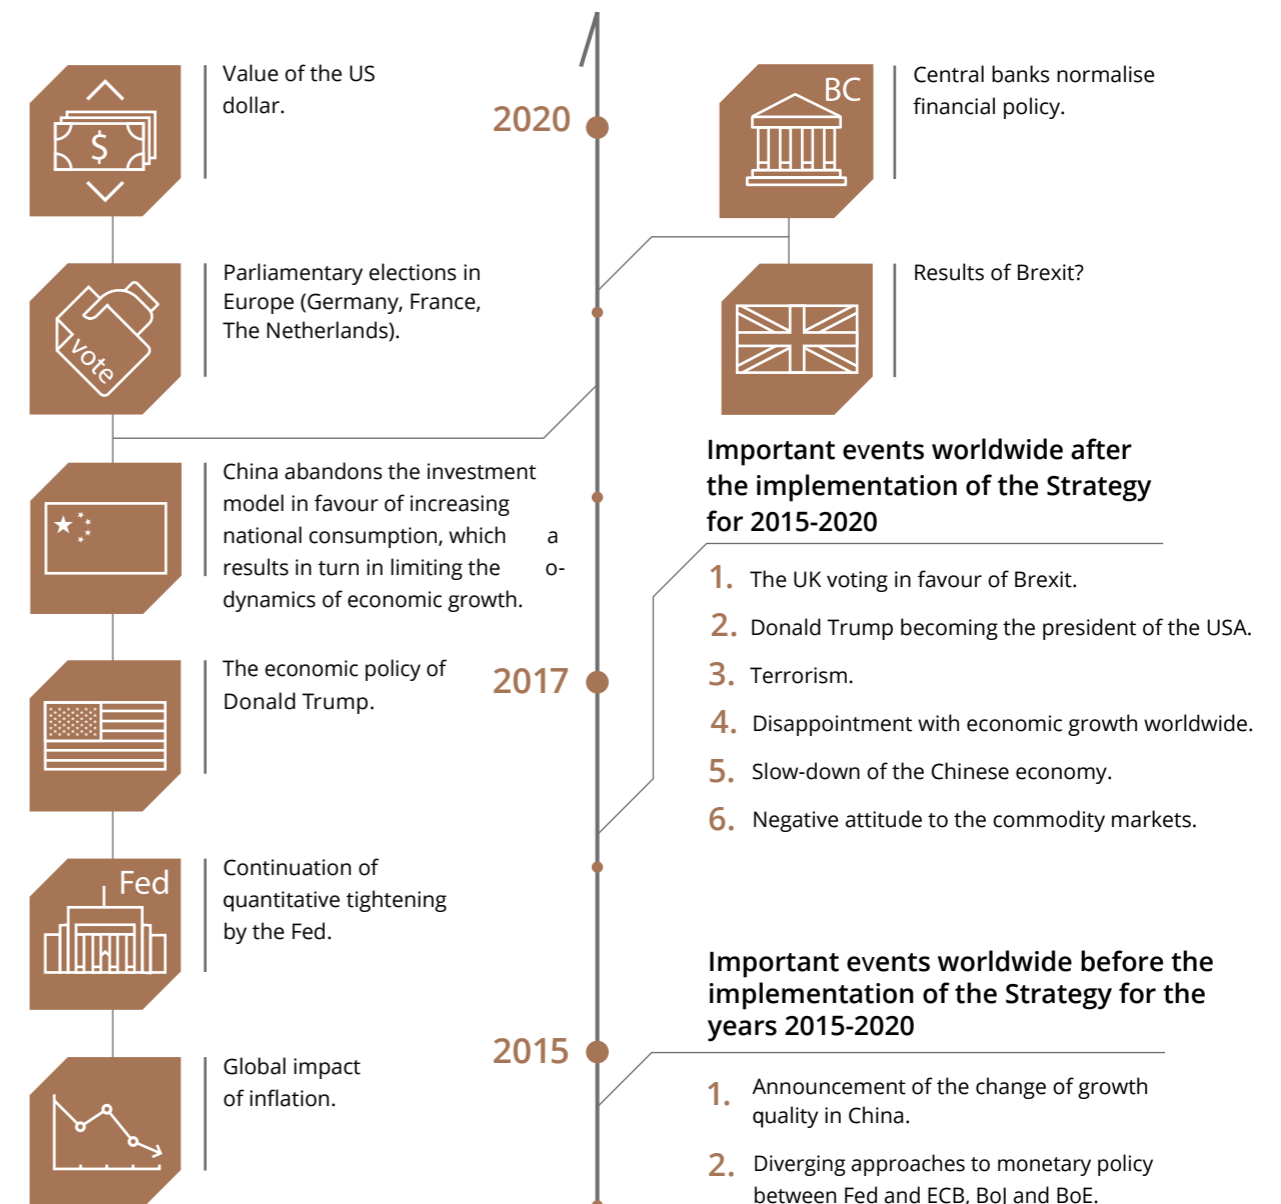 Value of the US
dollar.
2020
BC
Central banks normalise
financial policy.
Parliamentary elections in
Europe (Germany, France,
The Netherlands).
vote
Results of Brexit?
China abandons the investment
model in favour of increasing
national consumption, which a
results in turn in limiting the o-
dynamics of economic growth.
Important events worldwide after
the implementation of the Strategy
for 2015-2020
1. The UK voting in favour of Brexit.
2. Donald Trump becoming the president of the USA.
3. Terrorism.
4. Disappointment with economic growth worldwide.
5. Slow-down of the Chinese economy.
6. Negative attitude to the commodity markets.
The economic policy of
Donald Trump.
2017
Fed
Continuation of
quantitative tightening
by the Fed.
Important events worldwide before the
implementation of the Strategy for the
years 2015-2020
2015
Global impact
of inflation.
1. Announcement of the change of growth
quality in China.
2. Diverging approaches to monetary policy
between Fed and ECB, BoJ and BoE.
$